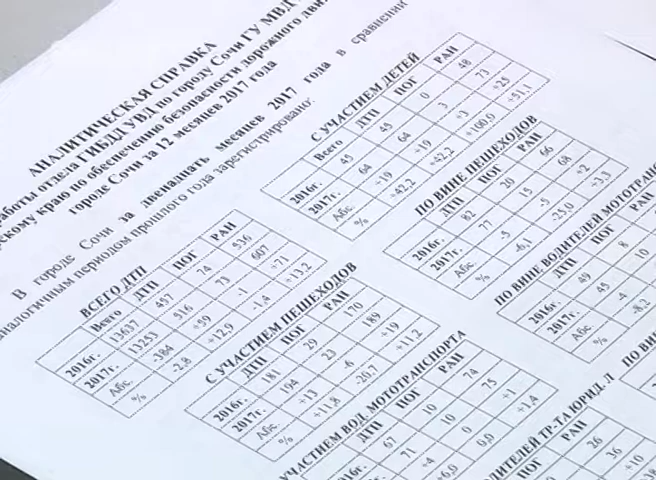 АНАЛИТИЧЕСКАЯ СПРАВКА
работы отдела ГИБДД УВД по городу Сочи ГУ МВД
краю по обеспечению безопасности дорожного
городе Сочи за 12 месяцев 2017 года
В городе Сочи за двенадцать месяцев 2017 года в сравнении
аналогичным периодом прошлого года зарегистрировано:
ВСЕГО ДТП
Всего ДТП ПОГ РАН
2016г. 13637 457 74 536
2017г. 13253 516 73 607
Абс. -384 +59 -1 +71
% -2,8 +12,9 -1,4 +13,2
С УЧАСТИЕМ ДЕТЕЙ
Всего ДТП ПОГ РАН
2016г. 45 45 0 48
2017г. 64 64 3 73
Абс. +19 +19 +3 +25
% +42,2 +42,2 +100,0 +51,1
С УЧАСТИЕМ ПЕШЕХОДОВ
ДТП ПОГ РАН
2016г. 181 29 170
2017г. 194 23 189
Абс. +13 -6 +19
% +11,8 -20,7 +11,2
ПО ВИНЕ ПЕШЕХОДОВ
ДТП ПОГ РАН
2016г. 82 20 66
2017г. 77 15 68
Абс. -5 -5 +2
% -6,1 -25,0 +3,3
УЧАСТИЕМ ВОД. МОТОТРАНСПОРТА
ДТП ПОГ РАН
67 10 74
71 10 75
+4 0 +1
+6,0 0,0 +1,4
ПО ВИНЕ ВОДИТЕЛЕЙ
ДТП ПОГ
2016г. 49 8
2017г. 45 10
Абс. -4
% -8,2
ТР-ТА ЮРИД. Л
ПОГ РАН
26
36
+10
ПО